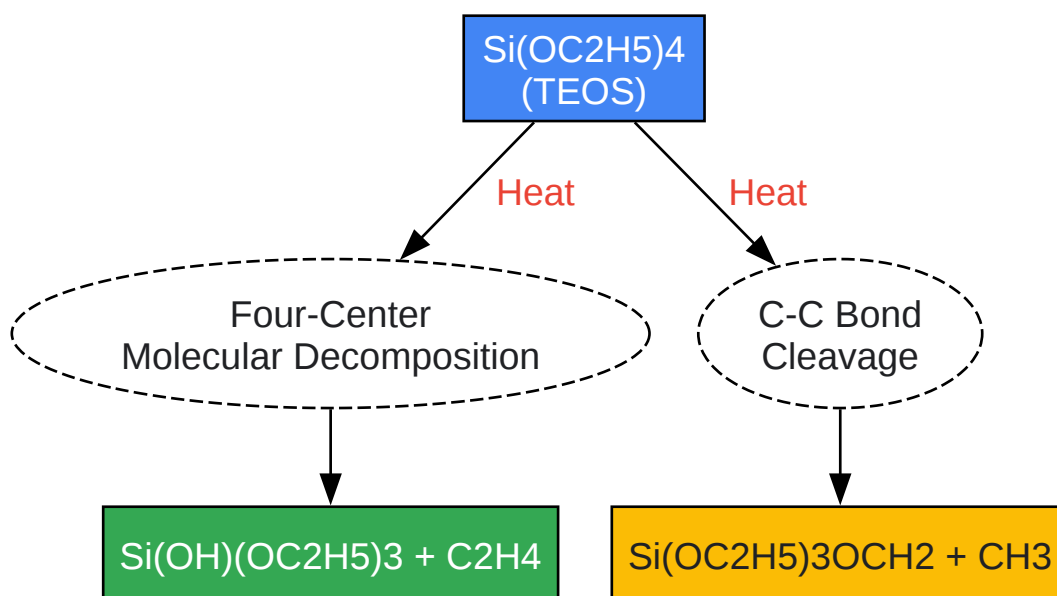 Si(OC2H5)4
(TEOS)
Heat
Heat
Four-Center
Molecular Decomposition
C-C Bond
Cleavage
Si(OH)(OC2H5)3 + C2H4
Si(OC2H5)3OCH2 + CH3